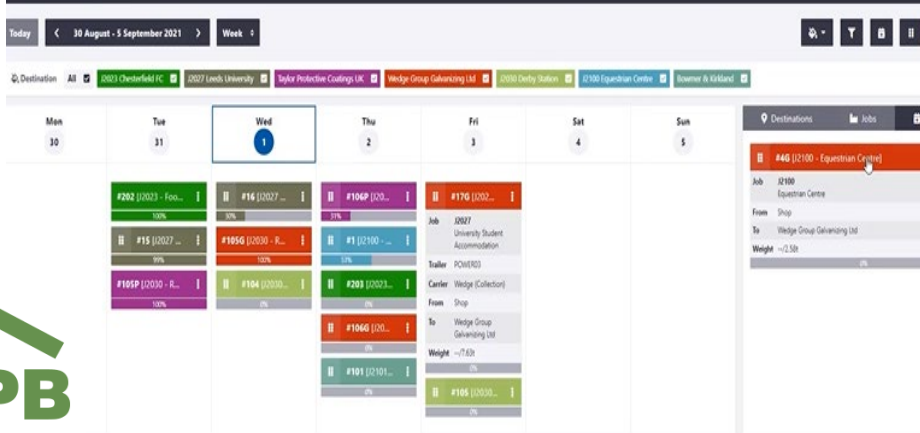 Today < 30 August - 5 September 2021 > Week
Destination All J2023 Chesterfield FC J2027 Leeds University Taylor Protective Coatings UK Wedge Group Galvanizing Ltd J2030 Derby Station J2100 Equestrian Centre Bowmer & Kirkland
Mon Tue Wed Thu Fri Sat Sun
30 31 1 2 3 4 5
Destinations Jobs
#4G [J2100 - Equestrian Centre]
Job J2100
Equestrian Centre
From Shop
To Wedge Group Galvanizing Ltd
Weight --/2.58t
0%
#202 [J2023 - Foo...
100%
#15 [J2027 ...
99%
#105P [J2030 - R...
100%
#16 [J2027 ...
30%
#105G [J2030 - R...
100%
#104 [J2030...
0%
#106P [J20...
31%
#1 [J2100 - ...
53%
#203 [J2023...
0%
#106G [J20...
0%
#101 [J2101...
0%
#17G [J202...
Job J2027
University Student
Accommodation
Trailer POWER03
Carrier Wedge (Collection)
From Shop
To Wedge Group
Galvanizing Ltd
Weight --/7.63t
0%
#105 [J2030...
0%
PB